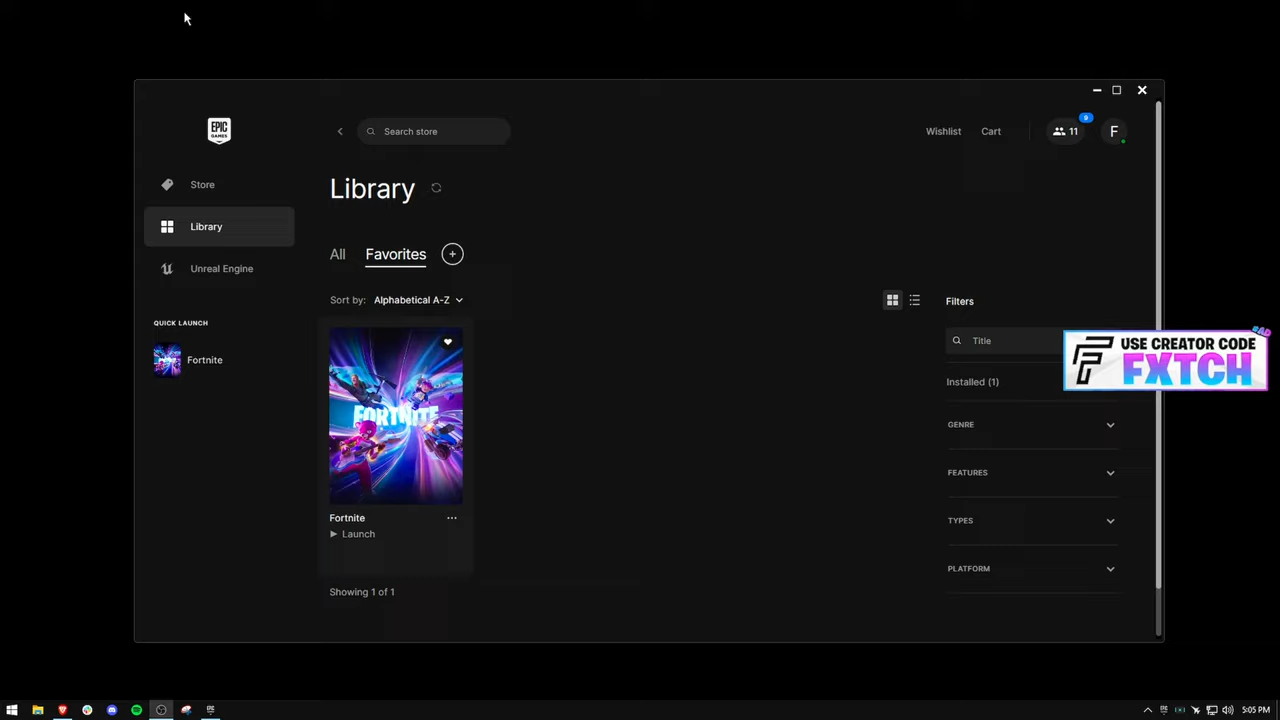 EPIC GAMES
Search store
Wishlist
Cart
9
11
F
Store
Library
Unreal Engine
QUICK LAUNCH
Fortnite
Library
All
Favorites
Sort by: Alphabetical A-Z
FORTNITE
Fortnite
Launch
Showing 1 of 1
Filters
Title
Installed (1)
GENRE
FEATURES
TYPES
PLATFORM
#AD
USE CREATOR CODE
FXTCH
5:05 PM